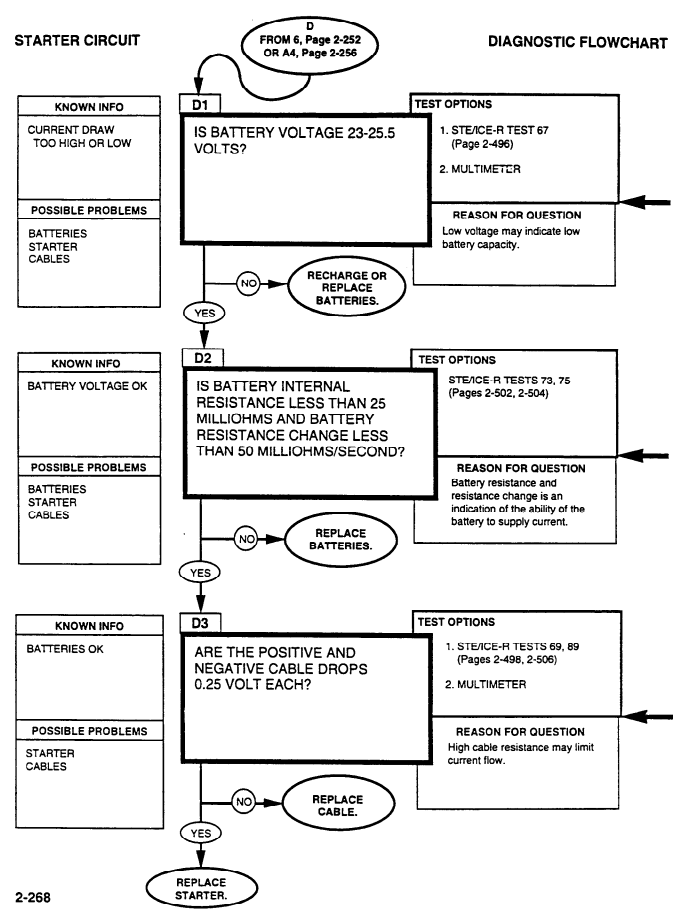 STARTER CIRCUIT
D
FROM 6, Page 2-252
OR A4, Page 2-256
DIAGNOSTIC FLOWCHART
KNOWN INFO
CURRENT DRAW
TOO HIGH OR LOW
POSSIBLE PROBLEMS
BATTERIES
STARTER
CABLES
D1
IS BATTERY VOLTAGE 23-25.5
VOLTS?
TEST OPTIONS
1. STE/ICE-R TEST 67
(Page 2-496)
2. MULTIMETER
REASON FOR QUESTION
Low voltage may indicate low
battery capacity.
NO
RECHARGE OR
REPLACE
BATTERIES.
YES
KNOWN INFO
BATTERY VOLTAGE OK
POSSIBLE PROBLEMS
BATTERIES
STARTER
CABLES
D2
IS BATTERY INTERNAL
RESISTANCE LESS THAN 25
MILLIOHMS AND BATTERY
RESISTANCE CHANGE LESS
THAN 50 MILLIOHMS/SECOND?
TEST OPTIONS
STE/ICE-R TESTS 73, 75
(Pages 2-502, 2-504)
REASON FOR QUESTION
Battery resistance and
resistance change is an
indication of the ability of the
battery to supply current.
NO
REPLACE
BATTERIES.
YES
KNOWN INFO
BATTERIES OK
POSSIBLE PROBLEMS
STARTER
CABLES
D3
ARE THE POSITIVE AND
NEGATIVE CABLE DROPS
0.25 VOLT EACH?
TEST OPTIONS
1. STE/ICE-R TESTS 69, 89
(Pages 2-498, 2-506)
2. MULTIMETER
REASON FOR QUESTION
High cable resistance may limit
current flow.
NO
REPLACE
CABLE.
YES
REPLACE
STARTER.
2-268